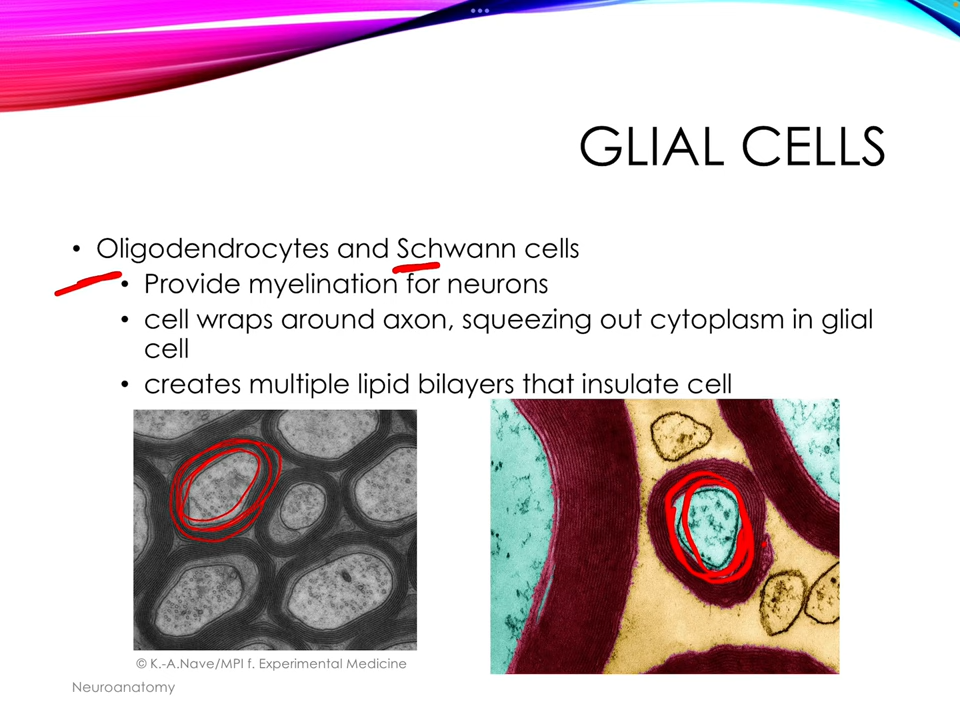 GLIAL CELLS
• Oligodendrocytes and Schwann cells
• Provide myelination for neurons
• cell wraps around axon, squeezing out cytoplasm in glial
cell
• creates multiple lipid bilayers that insulate cell
© K.-A.Nave/MPI f. Experimental Medicine
Neuroanatomy